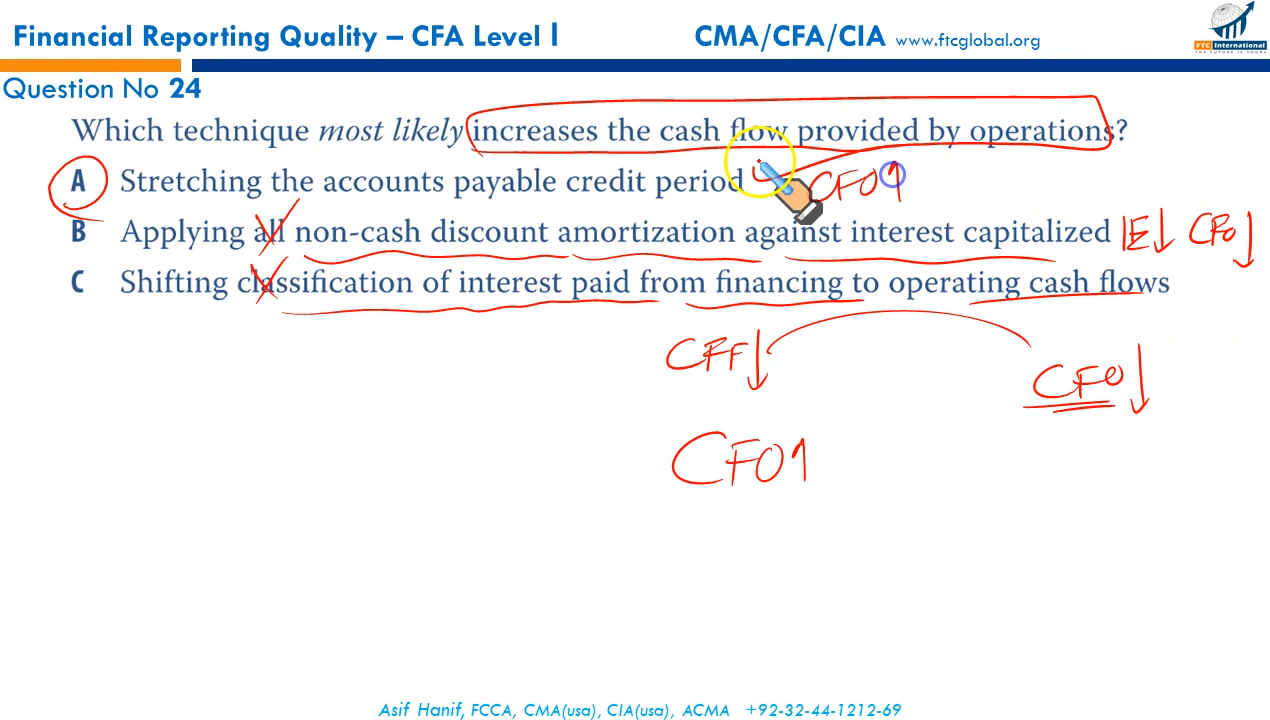 Financial Reporting Quality – CFA Level I CMA/CFA/CIA www.ftcglobal.org
FTC International
Question No 24
Which technique most likely increases the cash flow provided by operations?
A Stretching the accounts payable credit period CFO↑
B Applying all non-cash discount amortization against interest capitalized IE↓ CFO↓
C Shifting classification of interest paid from financing to operating cash flows
CFF↓ CFO↓
CFO↑
Asif Hanif, FCCA, CMA(usa), CIA(usa), ACMA +92-32-44-1212-69